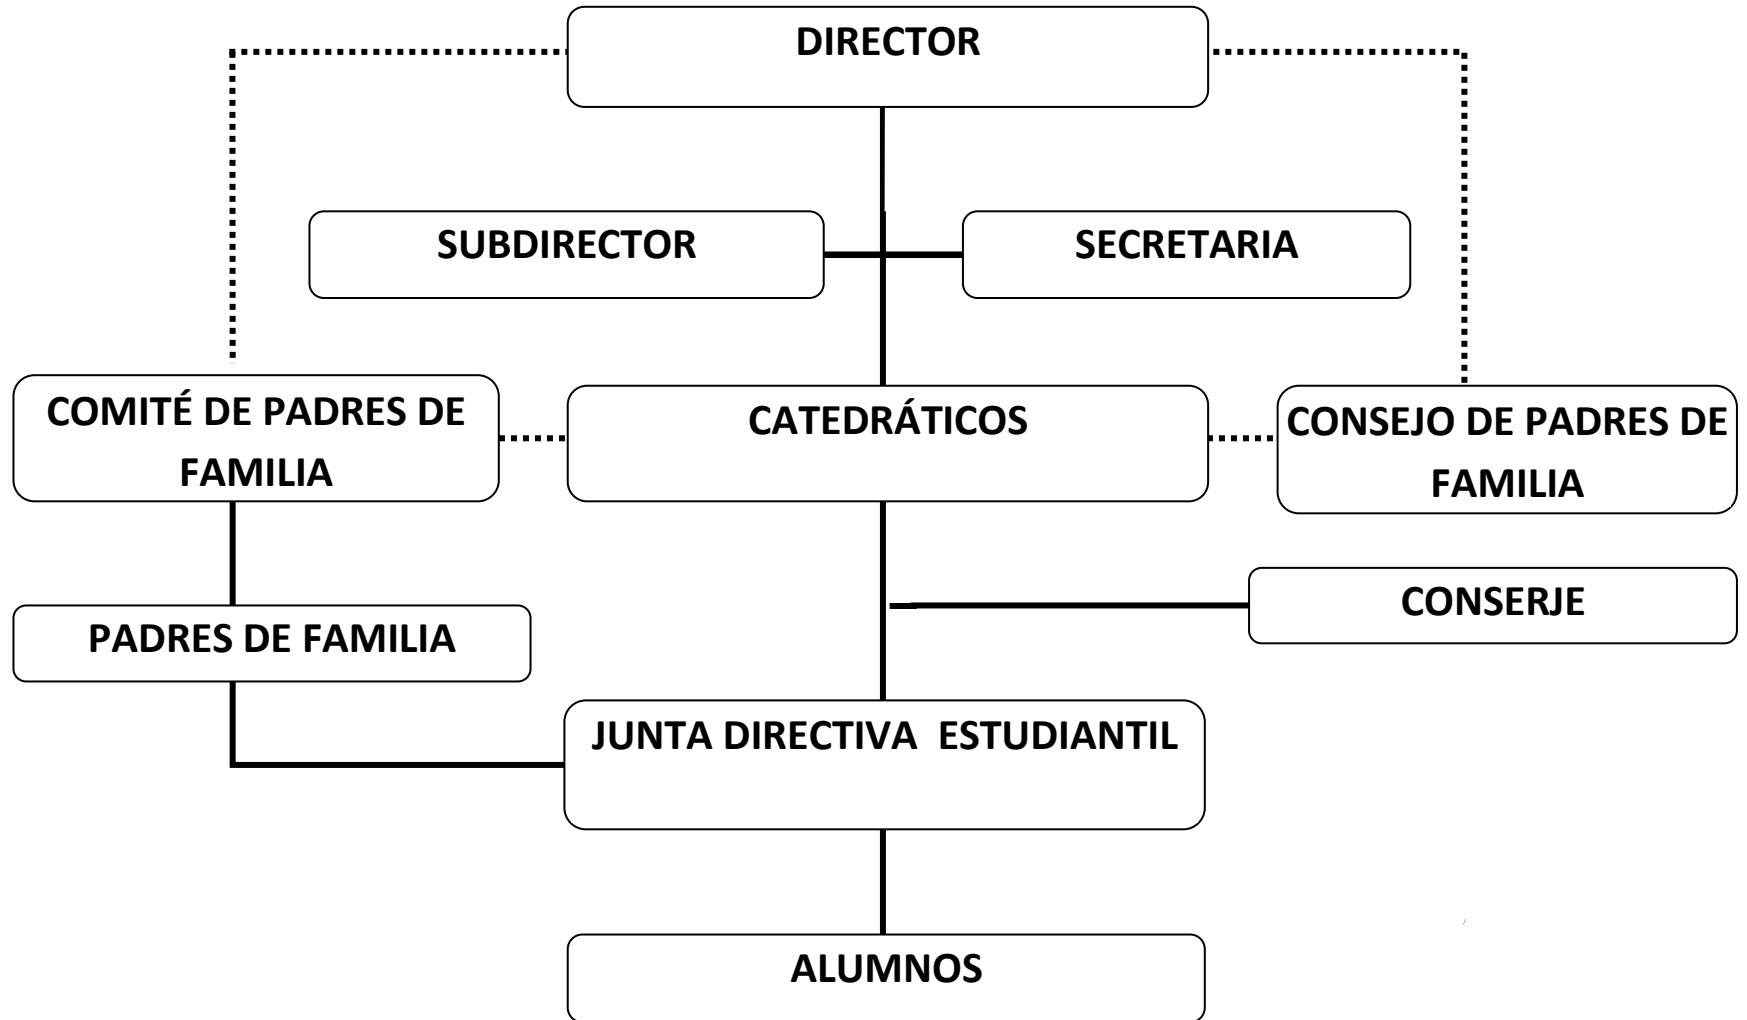 DIRECTOR
SUBDIRECTOR
SECRETARIA
COMITÉ DE PADRES DE
FAMILIA
CATEDRÁTICOS
CONSEJO DE PADRES DE
FAMILIA
CONSERJE
PADRES DE FAMILIA
JUNTA DIRECTIVA  ESTUDIANTIL
ALUMNOS